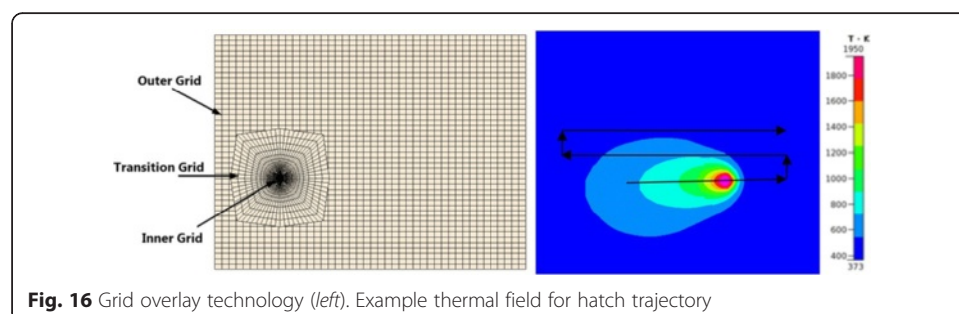 Outer Grid
Transition Grid
Inner Grid
T - K
1950
1800
1600
1400
1200
1000
800
600
400
373
Fig. 16 Grid overlay technology (left). Example thermal field for hatch trajectory